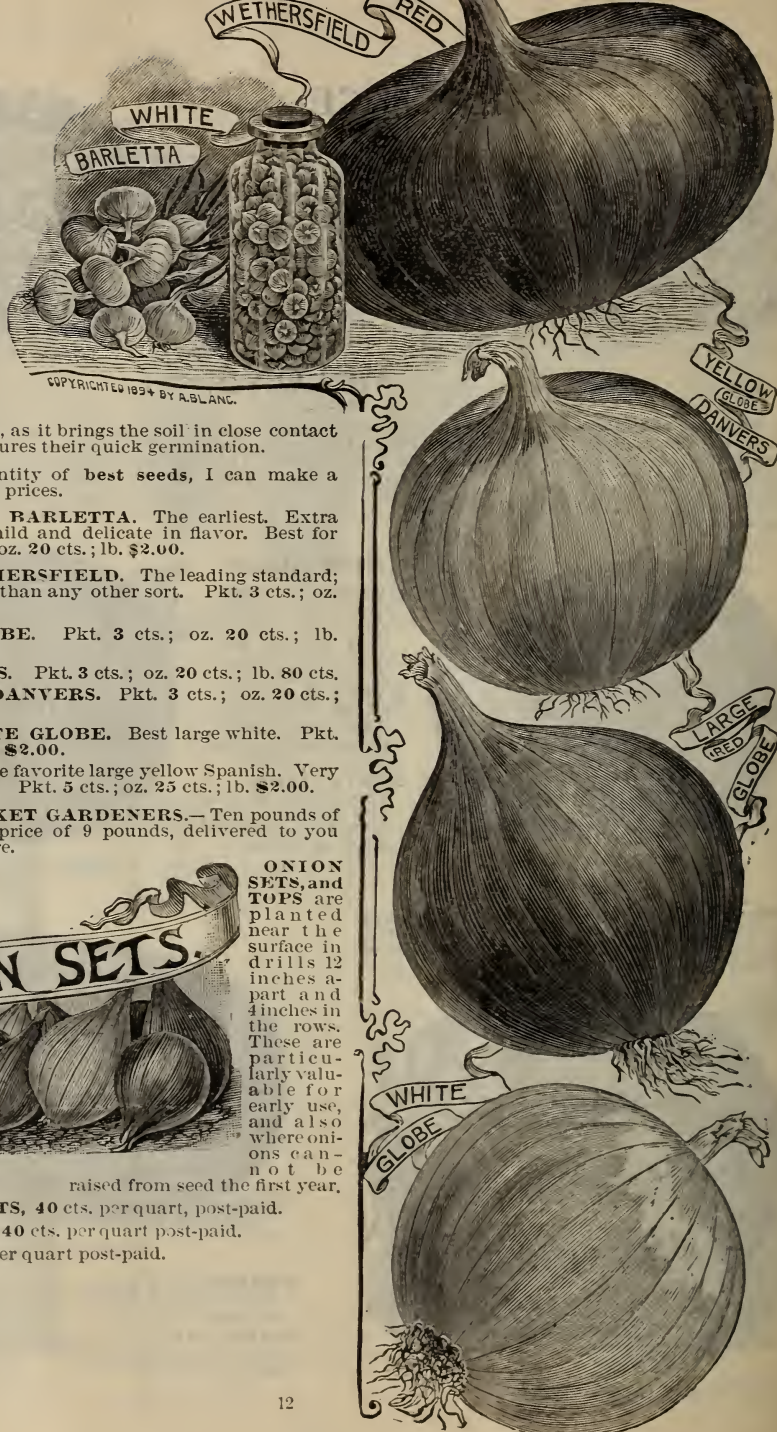 WETHERSFIELD RED
WHITE
BARLETTA
COPYRIGHTED 1894 BY A. BLANC.
YELLOW
GLOBE
DANVERS
, as it brings the soil in close contact
ures their quick germination.
ntity of best seeds, I can make a
prices.
BARLETTA. The earliest. Extra
ild and delicate in flavor. Best for
oz. 20 cts.; lb. $2.00.
HERSFIELD. The leading standard;
than any other sort. Pkt. 3 cts.; oz.
BE. Pkt. 3 cts.; oz. 20 cts.; lb.
S. Pkt. 3 cts.; oz. 20 cts.; lb. 80 cts.
DANVERS. Pkt. 3 cts.; oz. 20 cts.;
TE GLOBE. Best large white. Pkt.
$2.00.
e favorite large yellow Spanish. Very
Pkt. 5 cts.; oz. 25 cts.; lb. $2.00.
KET GARDENERS.—Ten pounds of
price of 9 pounds, delivered to you
re.
LARGE
RED
GLOBE
N SETS.
ONION
SETS, and
TOPS are
planted
near the
surface in
drills 12
inches a-
part and
4 inches in
the rows.
These are
particu-
larly valu-
able for
early use,
and also
where oni-
ons can-
not be
raised from seed the first year.
TS, 40 cts. per quart, post-paid.
40 cts. per quart post-paid.
er quart post-paid.
WHITE
GLOBE
12